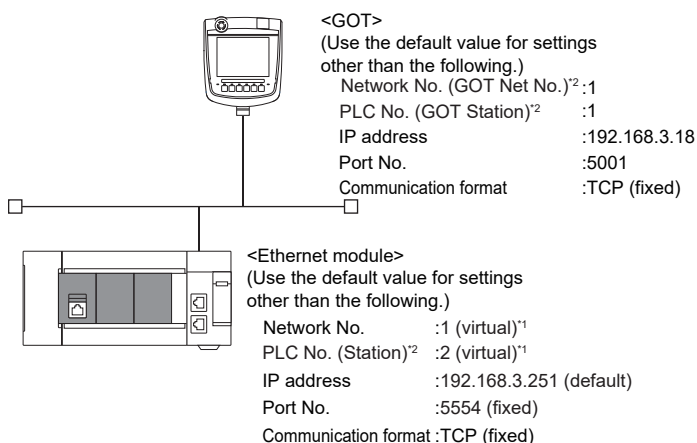 <GOT>
(Use the default value for settings
other than the following.)
Network No. (GOT Net No.)*2 :1
PLC No. (GOT Station)*2 :1
IP address :192.168.3.18
Port No. :5001
Communication format :TCP (fixed)
<Ethernet module>
(Use the default value for settings
other than the following.)
Network No. :1 (virtual)*1
PLC No. (Station)*2 :2 (virtual)*1
IP address :192.168.3.251 (default)
Port No. :5554 (fixed)
Communication format :TCP (fixed)